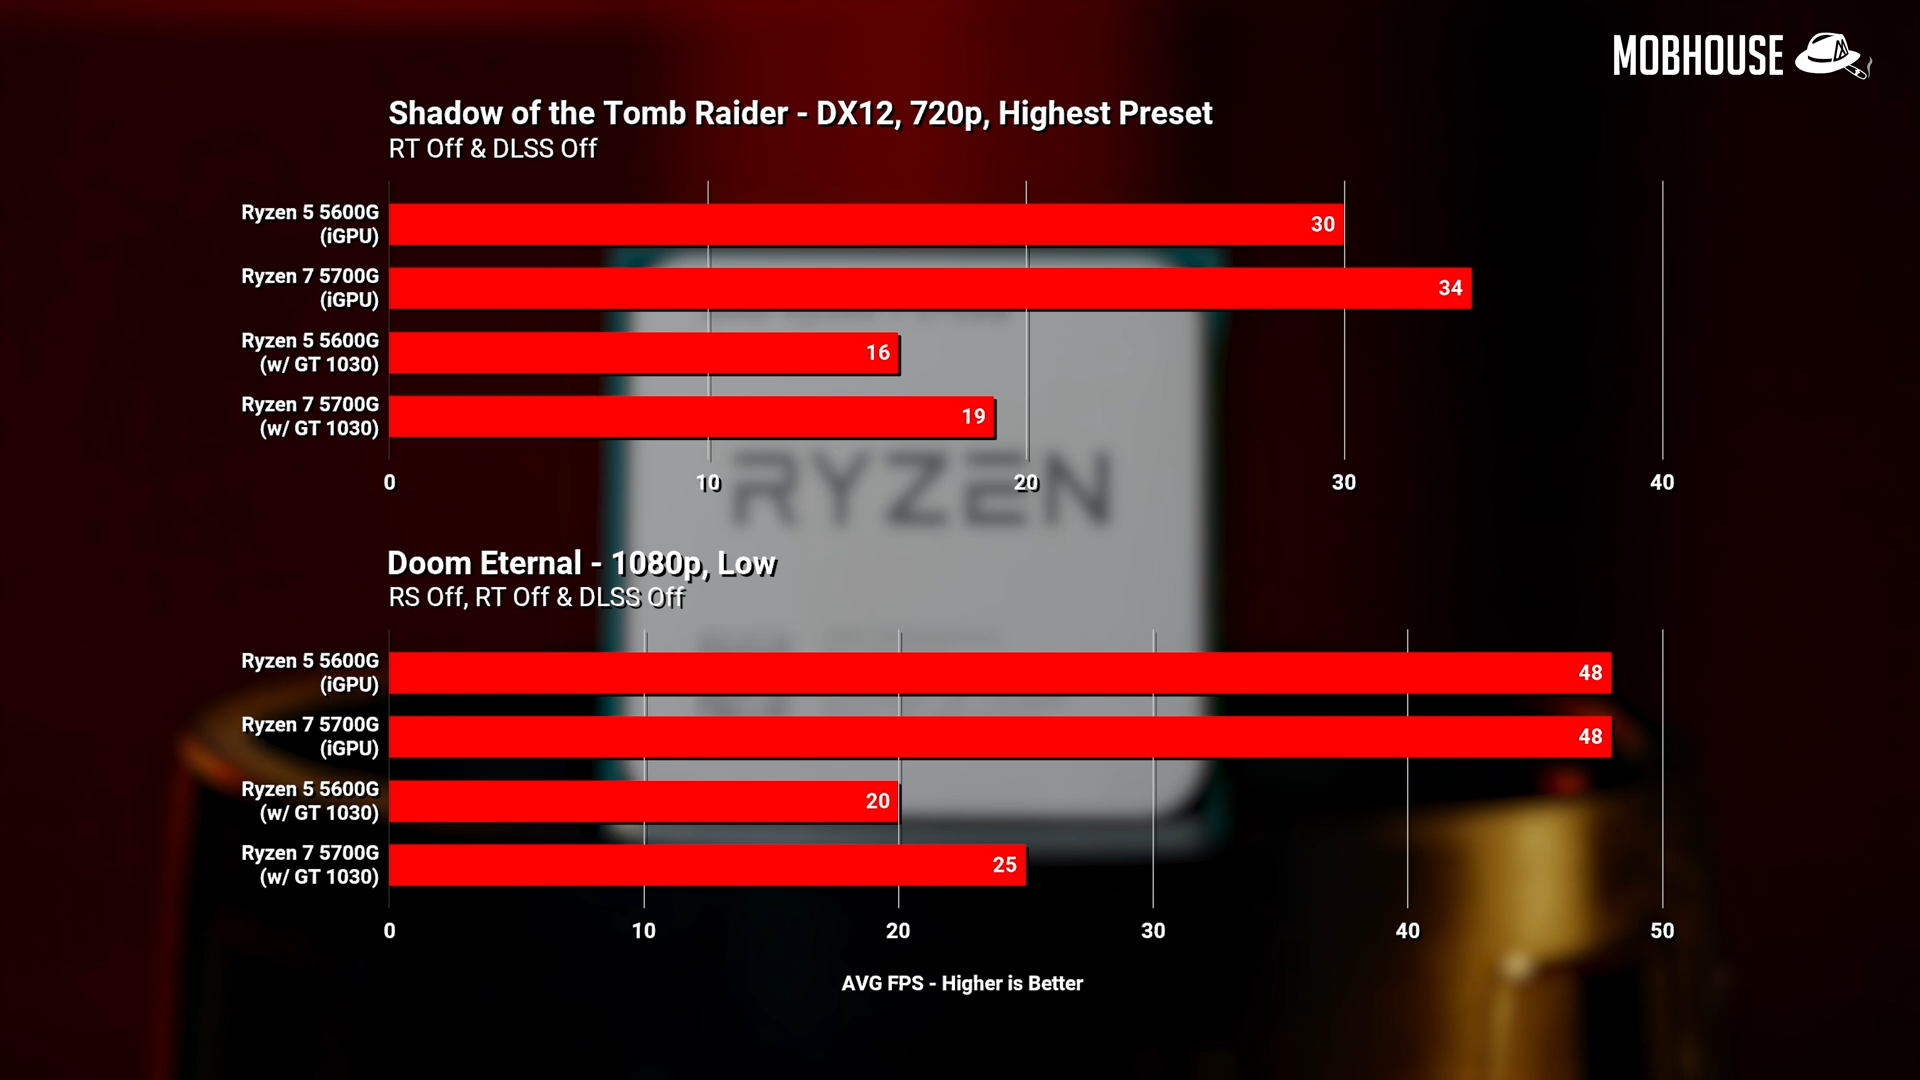 MOBHOUSE
Shadow of the Tomb Raider - DX12, 720p, Highest Preset
RT Off & DLSS Off
Ryzen 5 5600G
(iGPU)
30
Ryzen 7 5700G
(iGPU)
34
Ryzen 5 5600G
(w/ GT 1030)
16
Ryzen 7 5700G
(w/ GT 1030)
19
0 10 20 30 40
RYZEN
Doom Eternal - 1080p, Low
RS Off, RT Off & DLSS Off
Ryzen 5 5600G
(iGPU)
48
Ryzen 7 5700G
(iGPU)
48
Ryzen 5 5600G
(w/ GT 1030)
20
Ryzen 7 5700G
(w/ GT 1030)
25
0 10 20 30 40 50
AVG FPS - Higher is Better